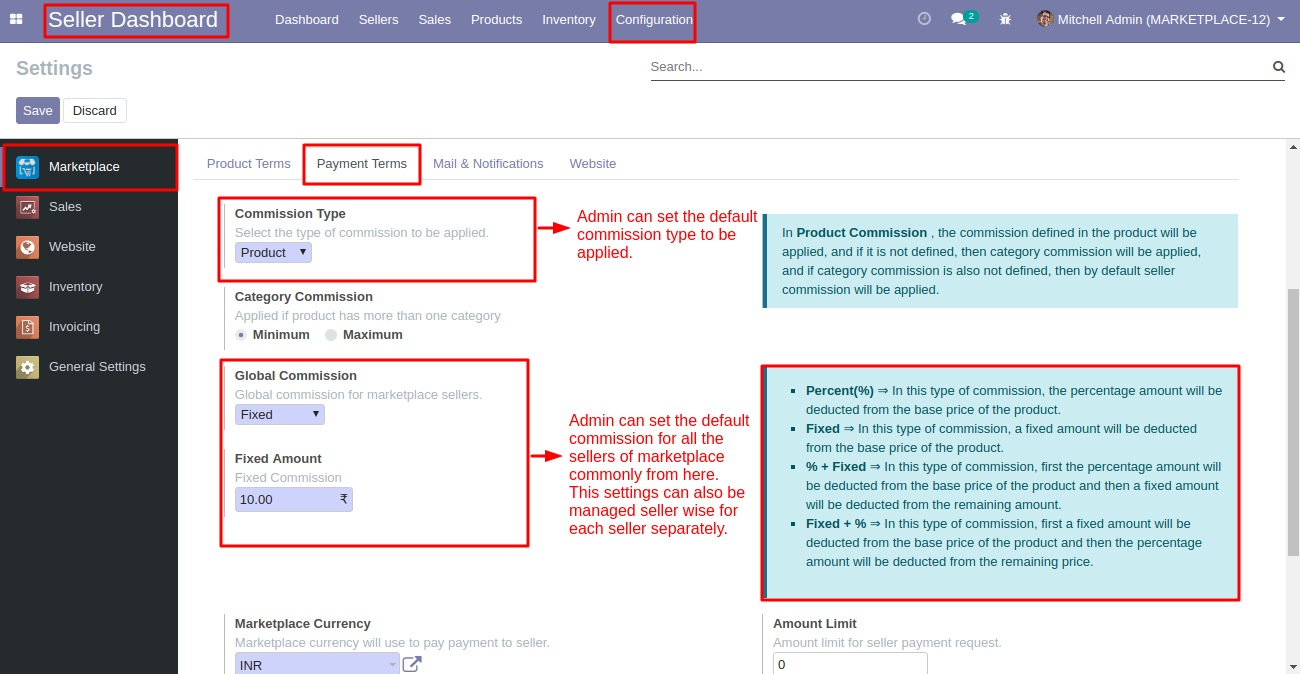 Seller Dashboard
Dashboard Sellers Sales Products Inventory Configuration
2
Mitchell Admin (MARKETPLACE-12)
Settings
Search...
Save Discard
Marketplace
Sales
Website
Inventory
Invoicing
General Settings
Product Terms Payment Terms Mail & Notifications Website
Commission Type
Select the type of commission to be applied.
Product
Admin can set the default
commission type to be
applied.
In Product Commission , the commission defined in the product will be
applied, and if it is not defined, then category commission will be applied,
and if category commission is also not defined, then by default seller
commission will be applied.
Category Commission
Applied if product has more than one category
Minimum Maximum
Global Commission
Global commission for marketplace sellers.
Fixed
Fixed Amount
Fixed Commission
10.00 ₹
Admin can set the default
commission for all the
sellers of marketplace
commonly from here.
This settings can also be
managed seller wise for
each seller separately.
Percent(%) ⇒ In this type of commission, the percentage amount will be
deducted from the base price of the product.
Fixed ⇒ In this type of commission, a fixed amount will be deducted
from the base price of the product.
% + Fixed ⇒ In this type of commission, first the percentage amount will
be deducted from the base price of the product and then a fixed amount
will be deducted from the remaining amount.
Fixed + % ⇒ In this type of commission, first a fixed amount will be
deducted from the base price of the product and then the percentage
amount will be deducted from the remaining price.
Marketplace Currency
Marketplace currency will use to pay payment to seller.
INR
Amount Limit
Amount limit for seller payment request.
0